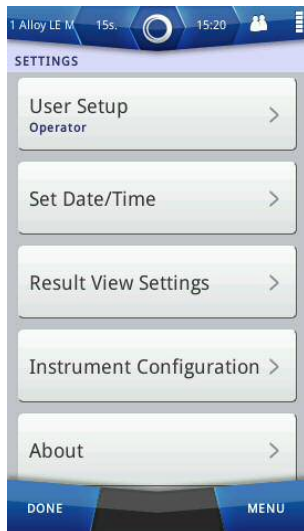 1 Alloy LE M 15s. 15:20
SETTINGS
User Setup
Operator
Set Date/Time
Result View Settings
Instrument Configuration
About
DONE MENU